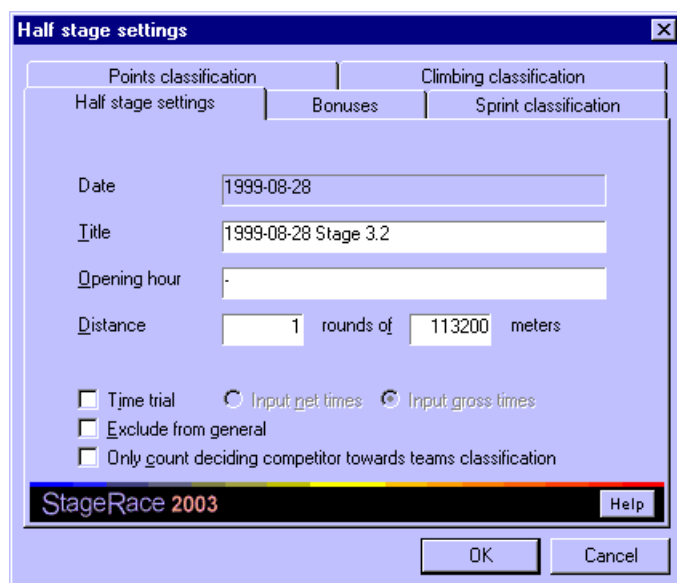 Half stage settings
Points classification
Climbing classification
Half stage settings
Bonuses
Sprint classification
Date
1999-08-28
Title
1999-08-28 Stage 3.2
Opening hour
-
Distance
1 rounds of 113200 meters
Time trial
Input net times
Input gross times
Exclude from general
Only count deciding competitor towards teams classification
StageRace 2003
Help
OK
Cancel